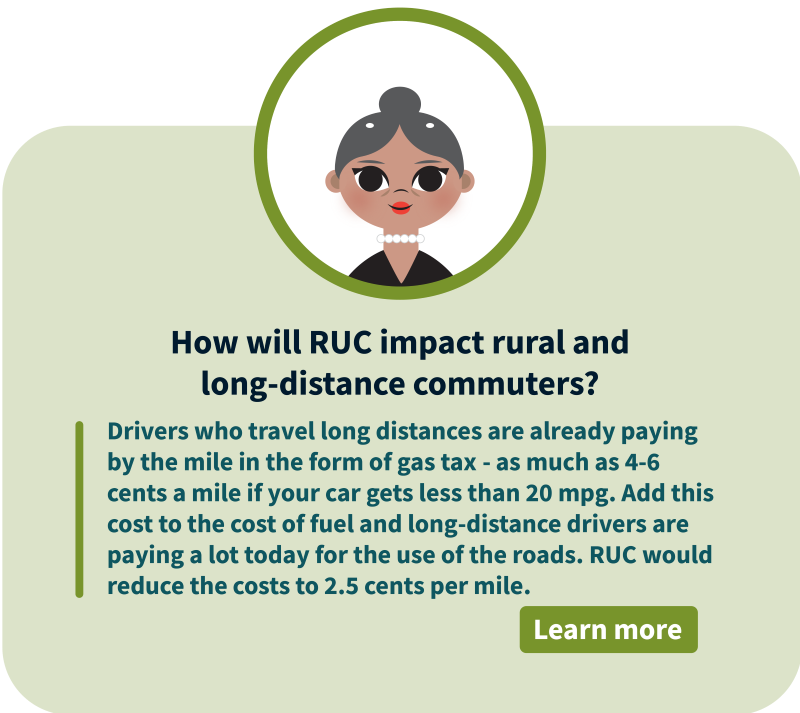 How will RUC impact rural and
long-distance commuters?
Drivers who travel long distances are already paying
by the mile in the form of gas tax - as much as 4-6
cents a mile if your car gets less than 20 mpg. Add this
cost to the cost of fuel and long-distance drivers are
paying a lot today for the use of the roads. RUC would
reduce the costs to 2.5 cents per mile.
Learn more